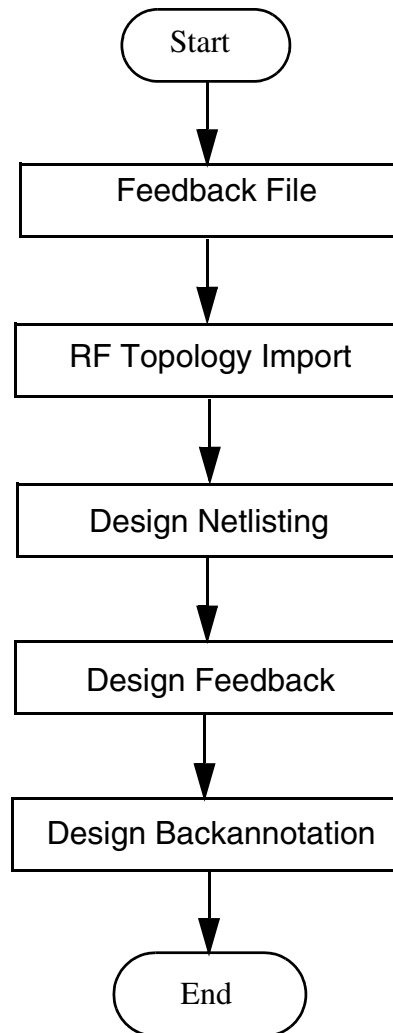 Start
Feedback File
RF Topology Import
Design Netlisting
Design Feedback
Design Backannotation
End